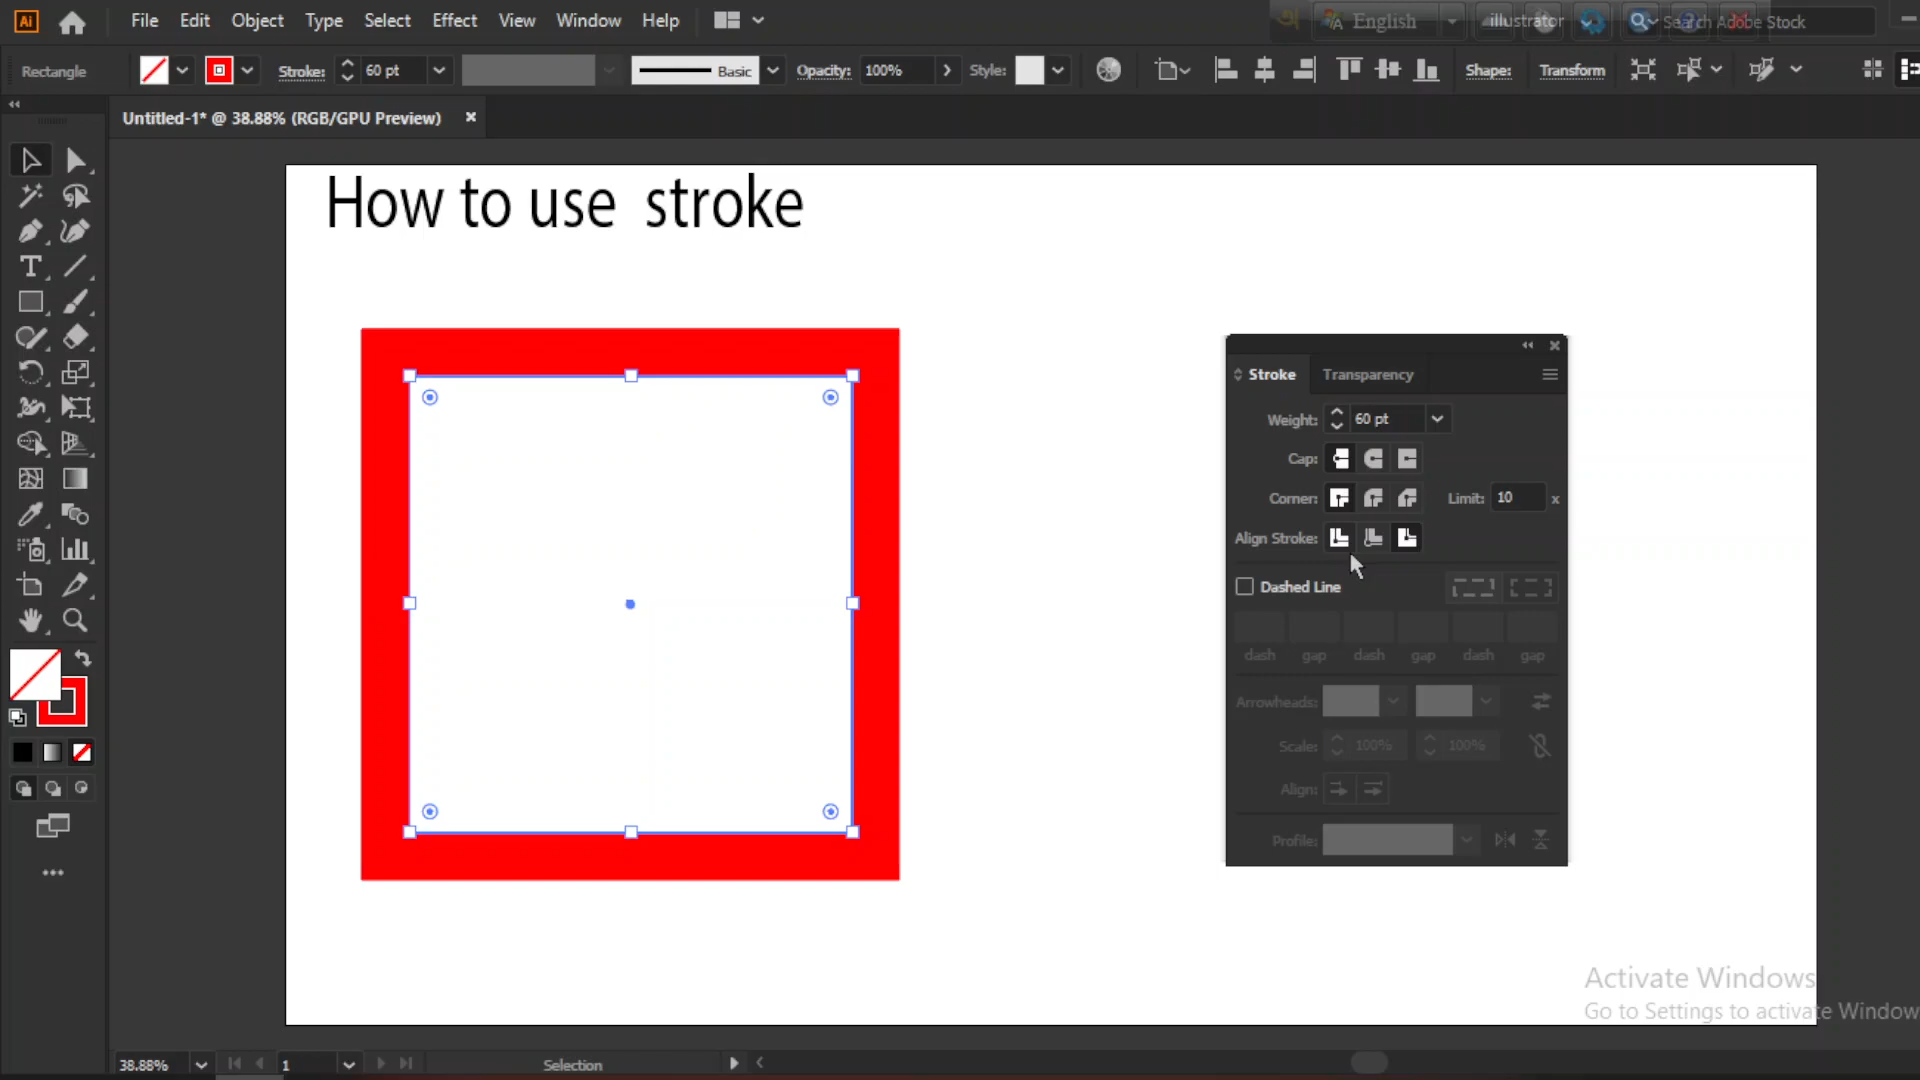 Ai File Edit Object Type Select Effect View Window Help English illustrator Search Adobe Stock
Rectangle Stroke: 60 pt Basic Opacity: 100% Style: Shape: Transform
Untitled-1* @ 38.88% (RGB/GPU Preview) ×
How to use stroke
Stroke Transparency
Weight: 60 pt
Cap:
Corner: Limit: 10 x
Align Stroke:
Dashed Line
dash gap dash gap dash gap
Arrowheads:
Scale: 100% 100%
Align:
Profile:
Activate Windows
Go to Settings to activate Window
38.88% 1 Selection